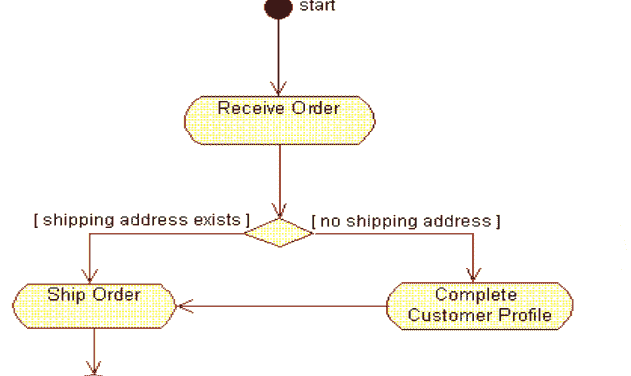 start
Receive Order
[ shipping address exists ]
[ no shipping address ]
Ship Order
Complete
Customer Profile